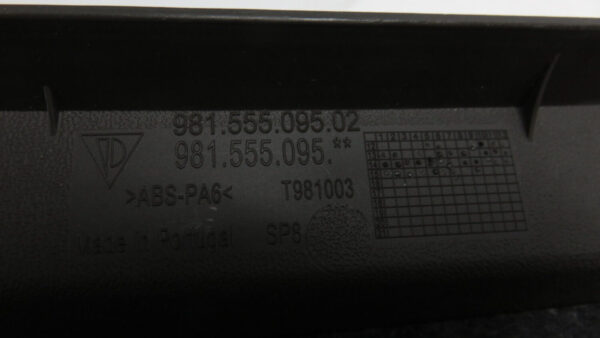 981.555.095.02
981.555.095.**
>ABS-PA6< T981003
Made in Portugal SP8